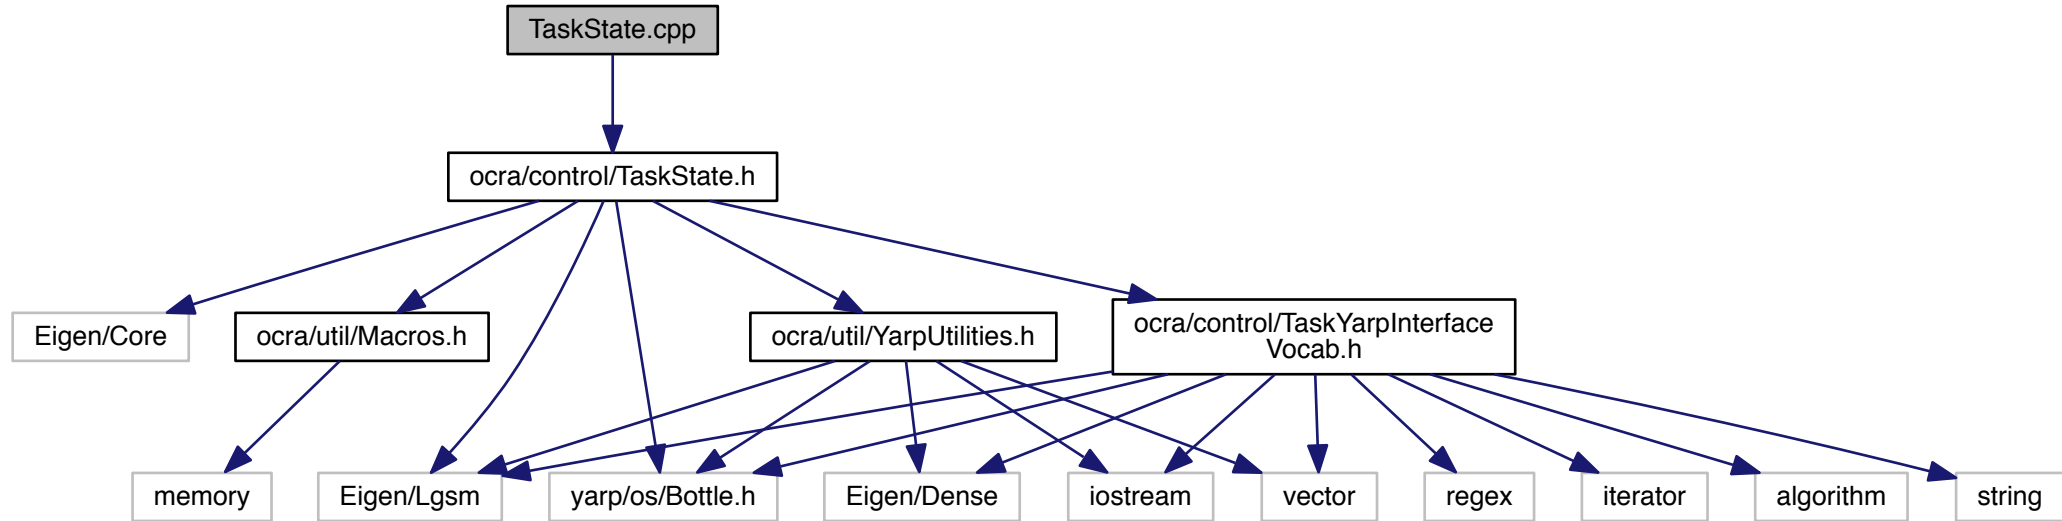 TaskState.cpp
ocra/control/TaskState.h
Eigen/Core
ocra/util/Macros.h
ocra/util/YarpUtilities.h
ocra/control/TaskYarpInterface
Vocab.h
memory
Eigen/Lgsm
yarp/os/Bottle.h
Eigen/Dense
iostream
vector
regex
iterator
algorithm
string